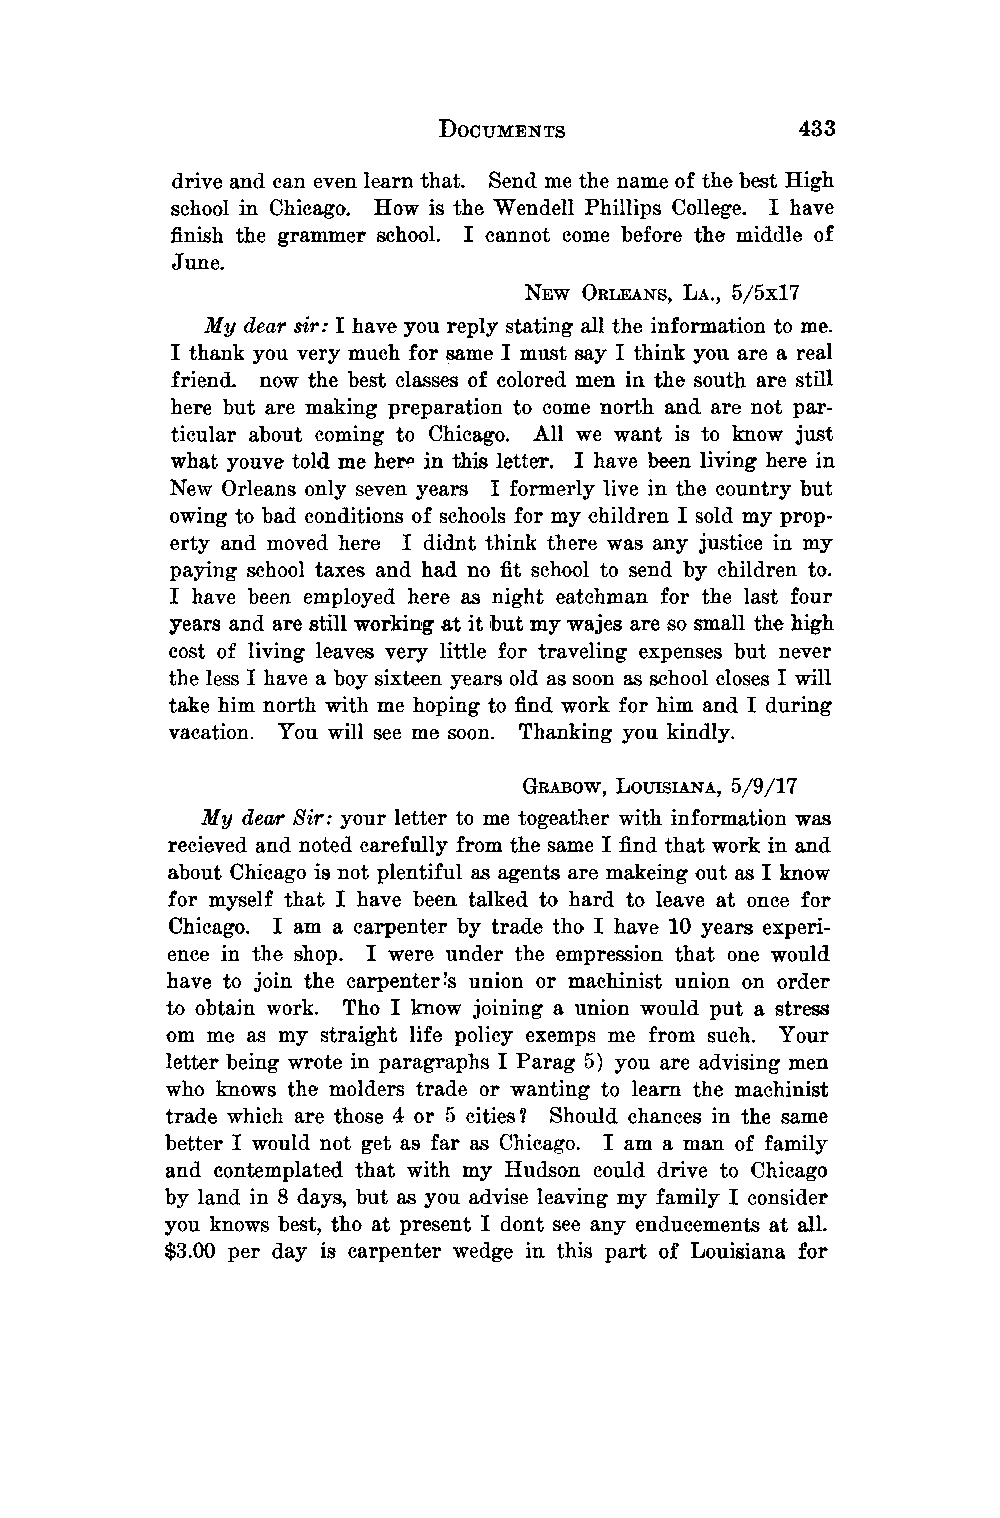 DOCUMENTS 433
drive and can even learn that. Send me the name of the best High
school in Chicago. How is the Wendell Phillips College. I have
finish the grammer school. I cannot come before the middle of
June.
NEW ORLEANS, LA., 5/5x17
My dear sir: I have you reply stating all the information to me.
I thank you very much for same I must say I think you are a real
friend. now the best classes of colored men in the south are still
here but are making preparation to come north and are not par-
ticular about coming to Chicago. All we want is to know just
what youve told me here in this letter. I have been living here in
New Orleans only seven years I formerly live in the country but
owing to bad conditions of schools for my children I sold my prop-
erty and moved here I didnt think there was any justice in my
paying school taxes and had no fit school to send by children to.
I have been employed here as night eatchman for the last four
years and are still working at it but my wajes are so small the high
cost of living leaves very little for traveling expenses but never
the less I have a boy sixteen years old as soon as school closes I will
take him north with me hoping to find work for him and I during
vacation. You will see me soon. Thanking you kindly.
GRABOW, LOUISIANA, 5/9/17
My dear Sir: your letter to me togeather with information was
recieved and noted carefully from the same I find that work in and
about Chicago is not plentiful as agents are makeing out as I know
for myself that I have been talked to hard to leave at once for
Chicago. I am a carpenter by trade tho I have 10 years experi-
ence in the shop. I were under the empression that one would
have to join the carpenter's union or machinist union on order
to obtain work. Tho I know joining a union would put a stress
om me as my straight life policy exemps me from such. Your
letter being wrote in paragraphs I Parag 5) you are advising men
who knows the molders trade or wanting to learn the machinist
trade which are those 4 or 5 cities? Should chances in the same
better I would not get as far as Chicago. I am a man of family
and contemplated that with my Hudson could drive to Chicago
by land in 8 days, but as you advise leaving my family I consider
you knows best, tho at present I dont see any enducements at all.
$3.00 per day is carpenter wedge in this part of Louisiana for